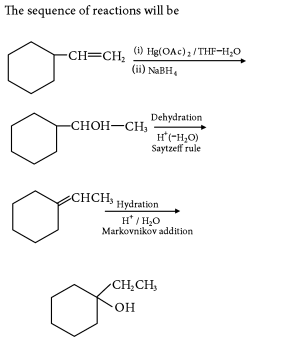 The sequence of reactions will be
CH=CH₂ (i) Hg(OAc)₂ / THF−H₂O
(ii) NaBH₄
CHOH−CH₃ Dehydration
H⁺(−H₂O)
Saytzeff rule
CHCH₃ Hydration
H⁺ / H₂O
Markovnikov addition
CH₂CH₃
OH